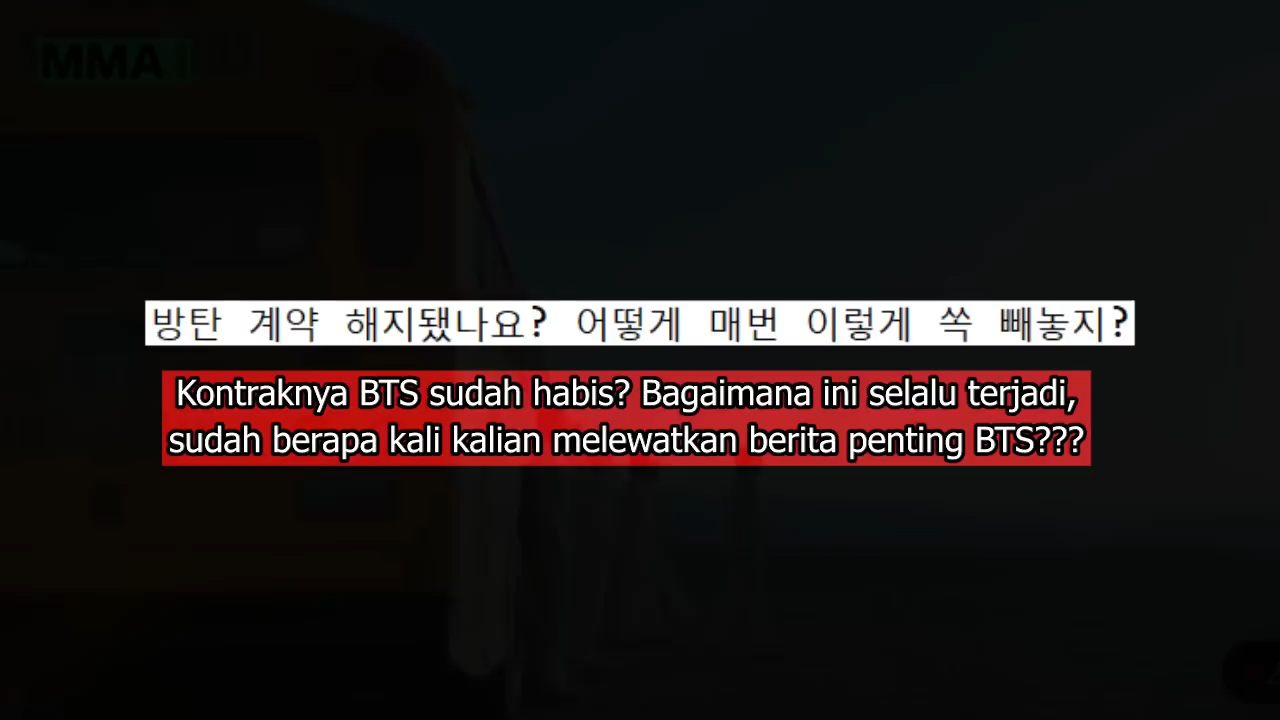 MMA
방탄 계약 해지됐나요? 어떻게 매번 이렇게 쏙 빼놓지?
Kontraknya BTS sudah habis? Bagaimana ini selalu terjadi,
sudah berapa kali kalian melewatkan berita penting BTS???